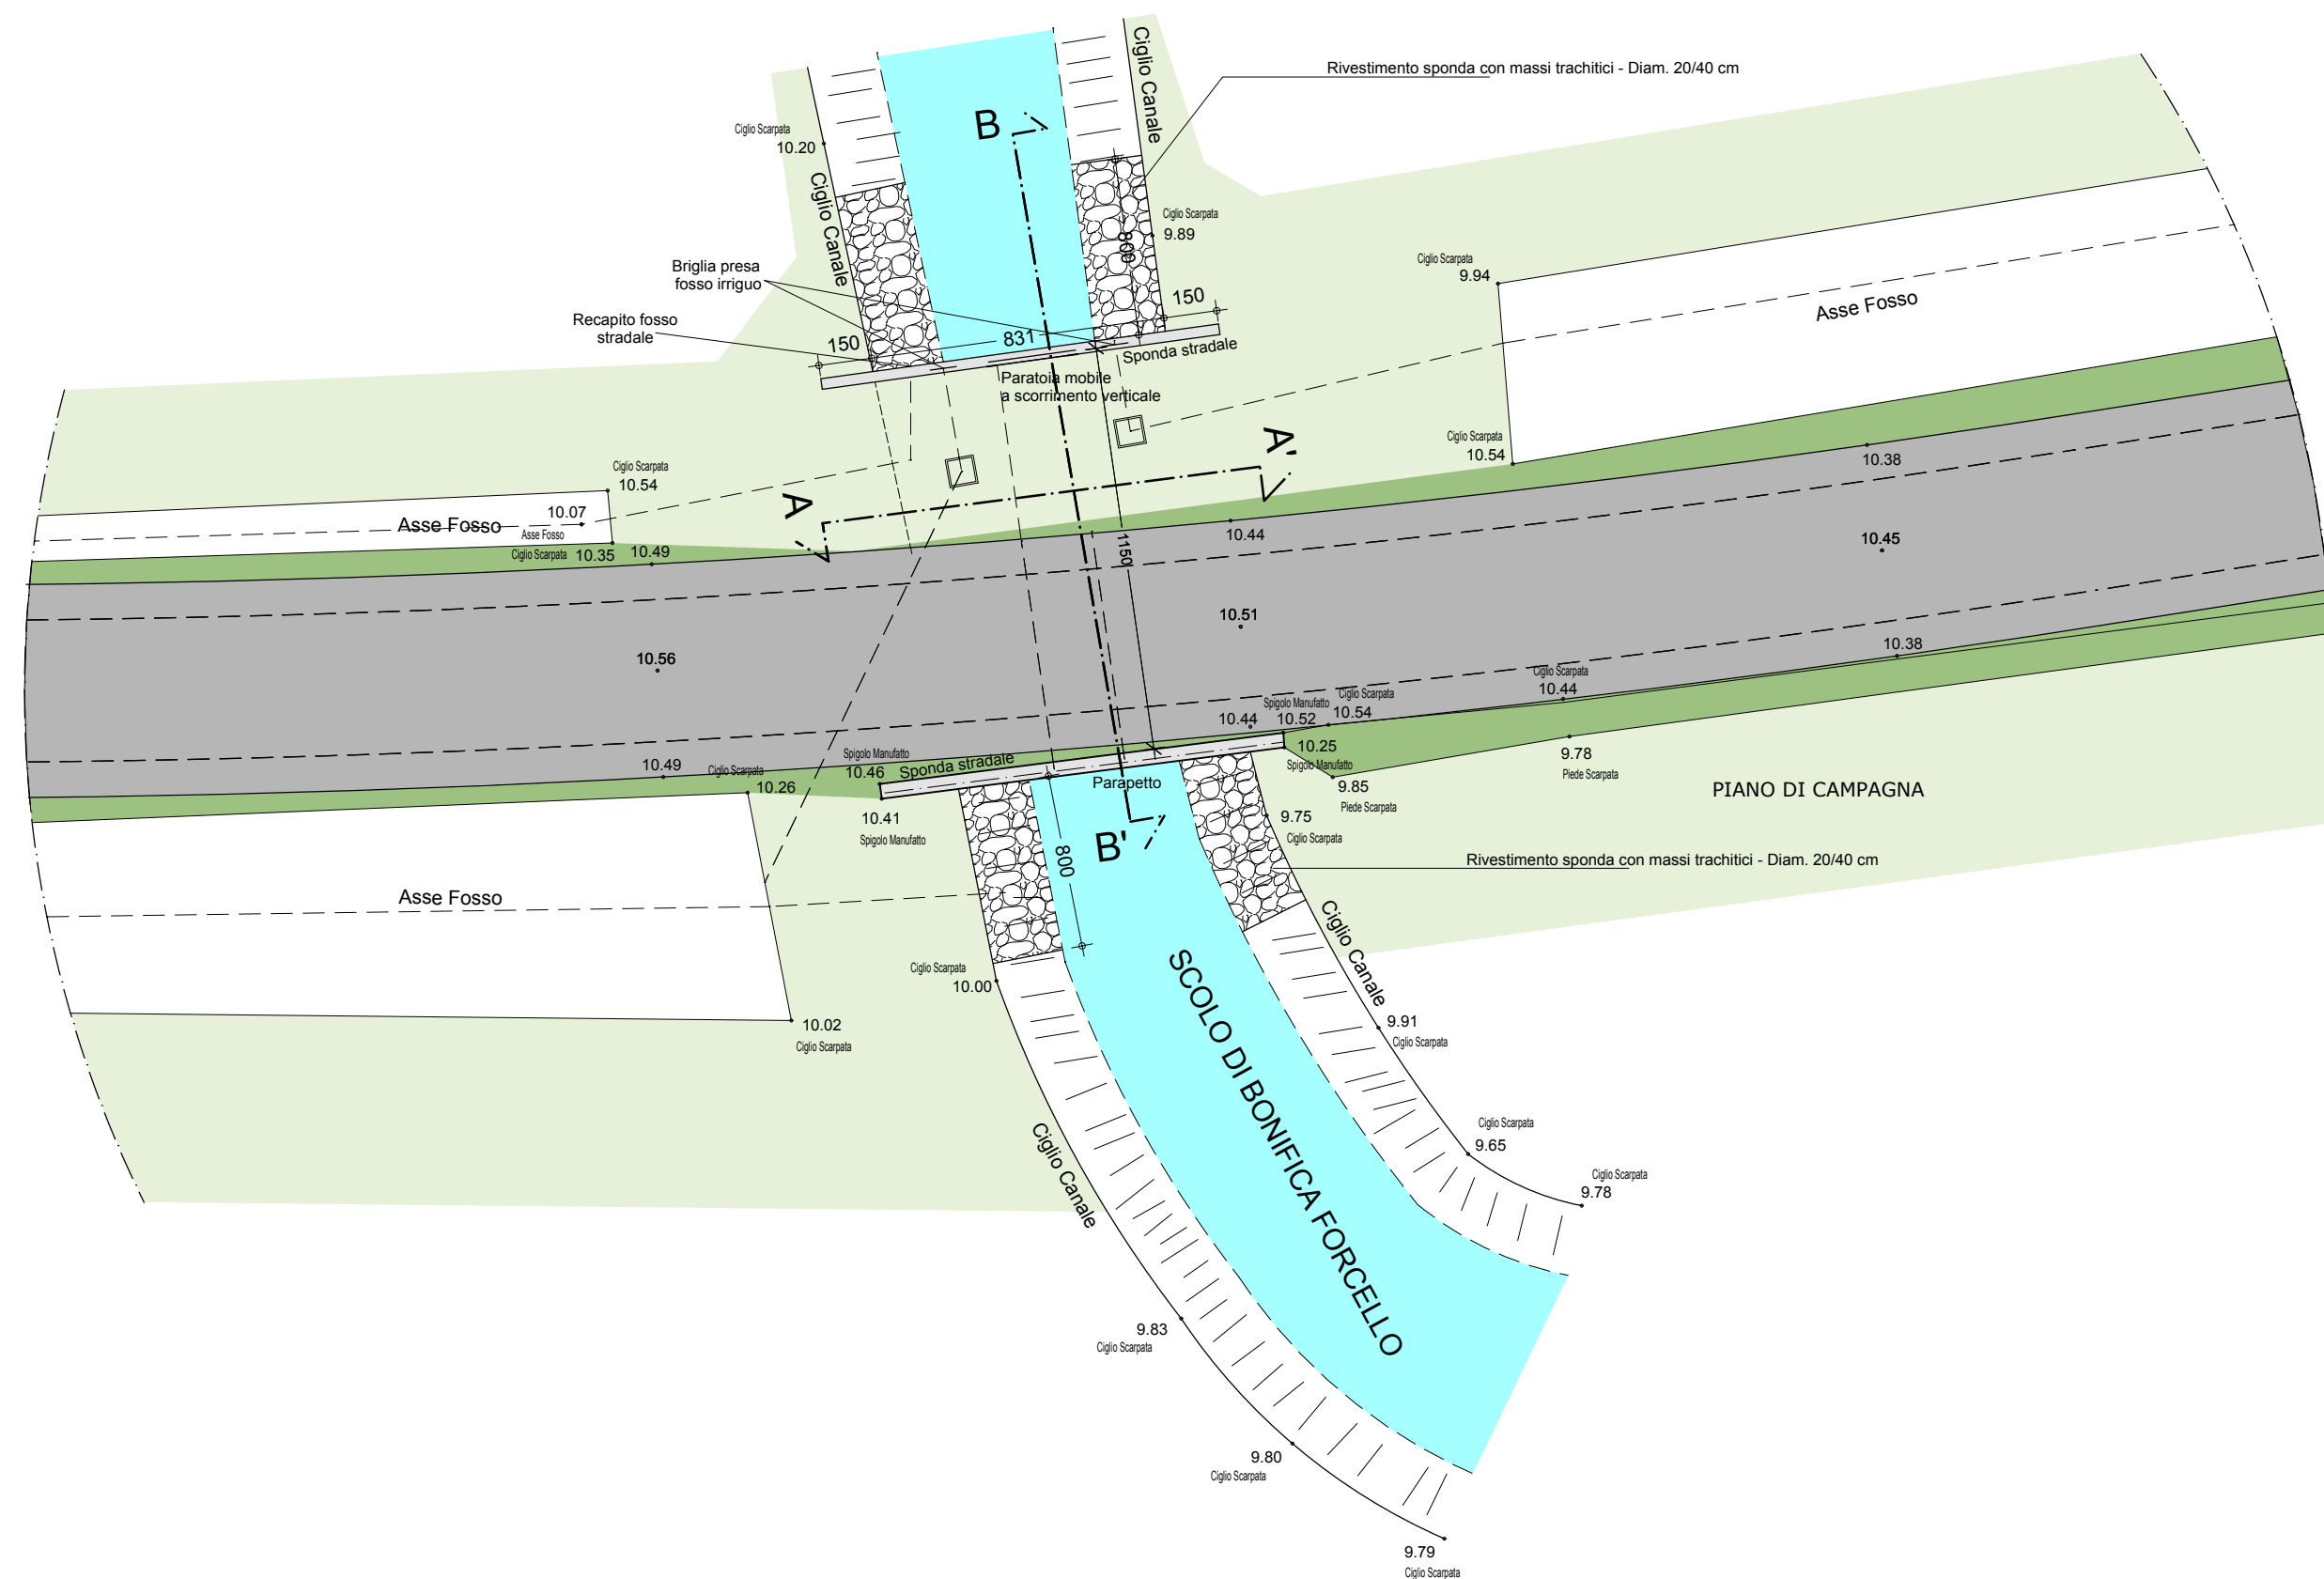 Ciglio Canale
Rivestimento sponda con massi trachitici - Diam. 20/40 cm
B
Ciglio Scarpata
10.20
Ciglio Canale
Ciglio Scarpata
9.89
800
Briglia presa
fosso irriguo
Recapito fosso
stradale
150
831
150
Sponda stradale
Paratoia mobile
a scorrimento verticale
Ciglio Scarpata
9.94
Asse Fosso
Ciglio Scarpata
10.54
10.38
A'
A
Ciglio Scarpata
10.54
10.07
Asse Fosso
Asse Fosso
Ciglio Scarpata
10.35
10.49
10.44
1150
10.45
10.51
10.56
10.38
Ciglio Scarpata
10.44
Ciglio Scarpata
10.54
Spigolo Manufatto
10.52
10.44
10.25
Spigolo Manufatto
9.78
Piede Scarpata
9.85
Piede Scarpata
PIANO DI CAMPAGNA
10.49
Ciglio Scarpata
10.26
Spigolo Manufatto
10.46
Sponda stradale
Parapetto
10.41
Spigolo Manufatto
9.75
Ciglio Scarpata
B'
800
Rivestimento sponda con massi trachitici - Diam. 20/40 cm
Asse Fosso
Ciglio Canale
Ciglio Scarpata
10.00
10.02
Ciglio Scarpata
9.91
Ciglio Scarpata
SCOLO DI BONIFICA FORCELLO
Ciglio Canale
Ciglio Scarpata
9.65
Ciglio Scarpata
9.78
9.83
Ciglio Scarpata
9.80
Ciglio Scarpata
9.79
Ciglio Scarpata